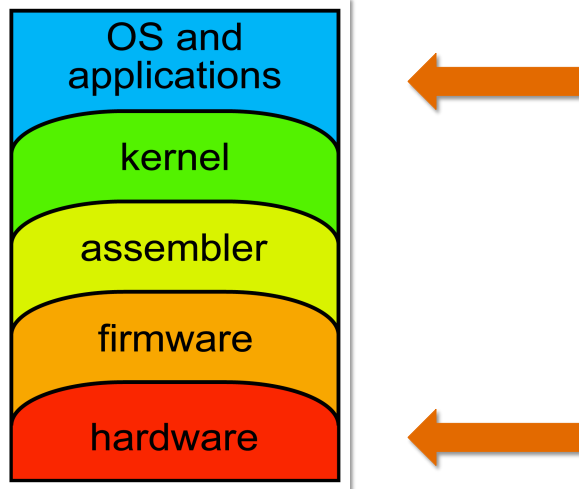 OS and
applications
kernel
assembler
firmware
hardware